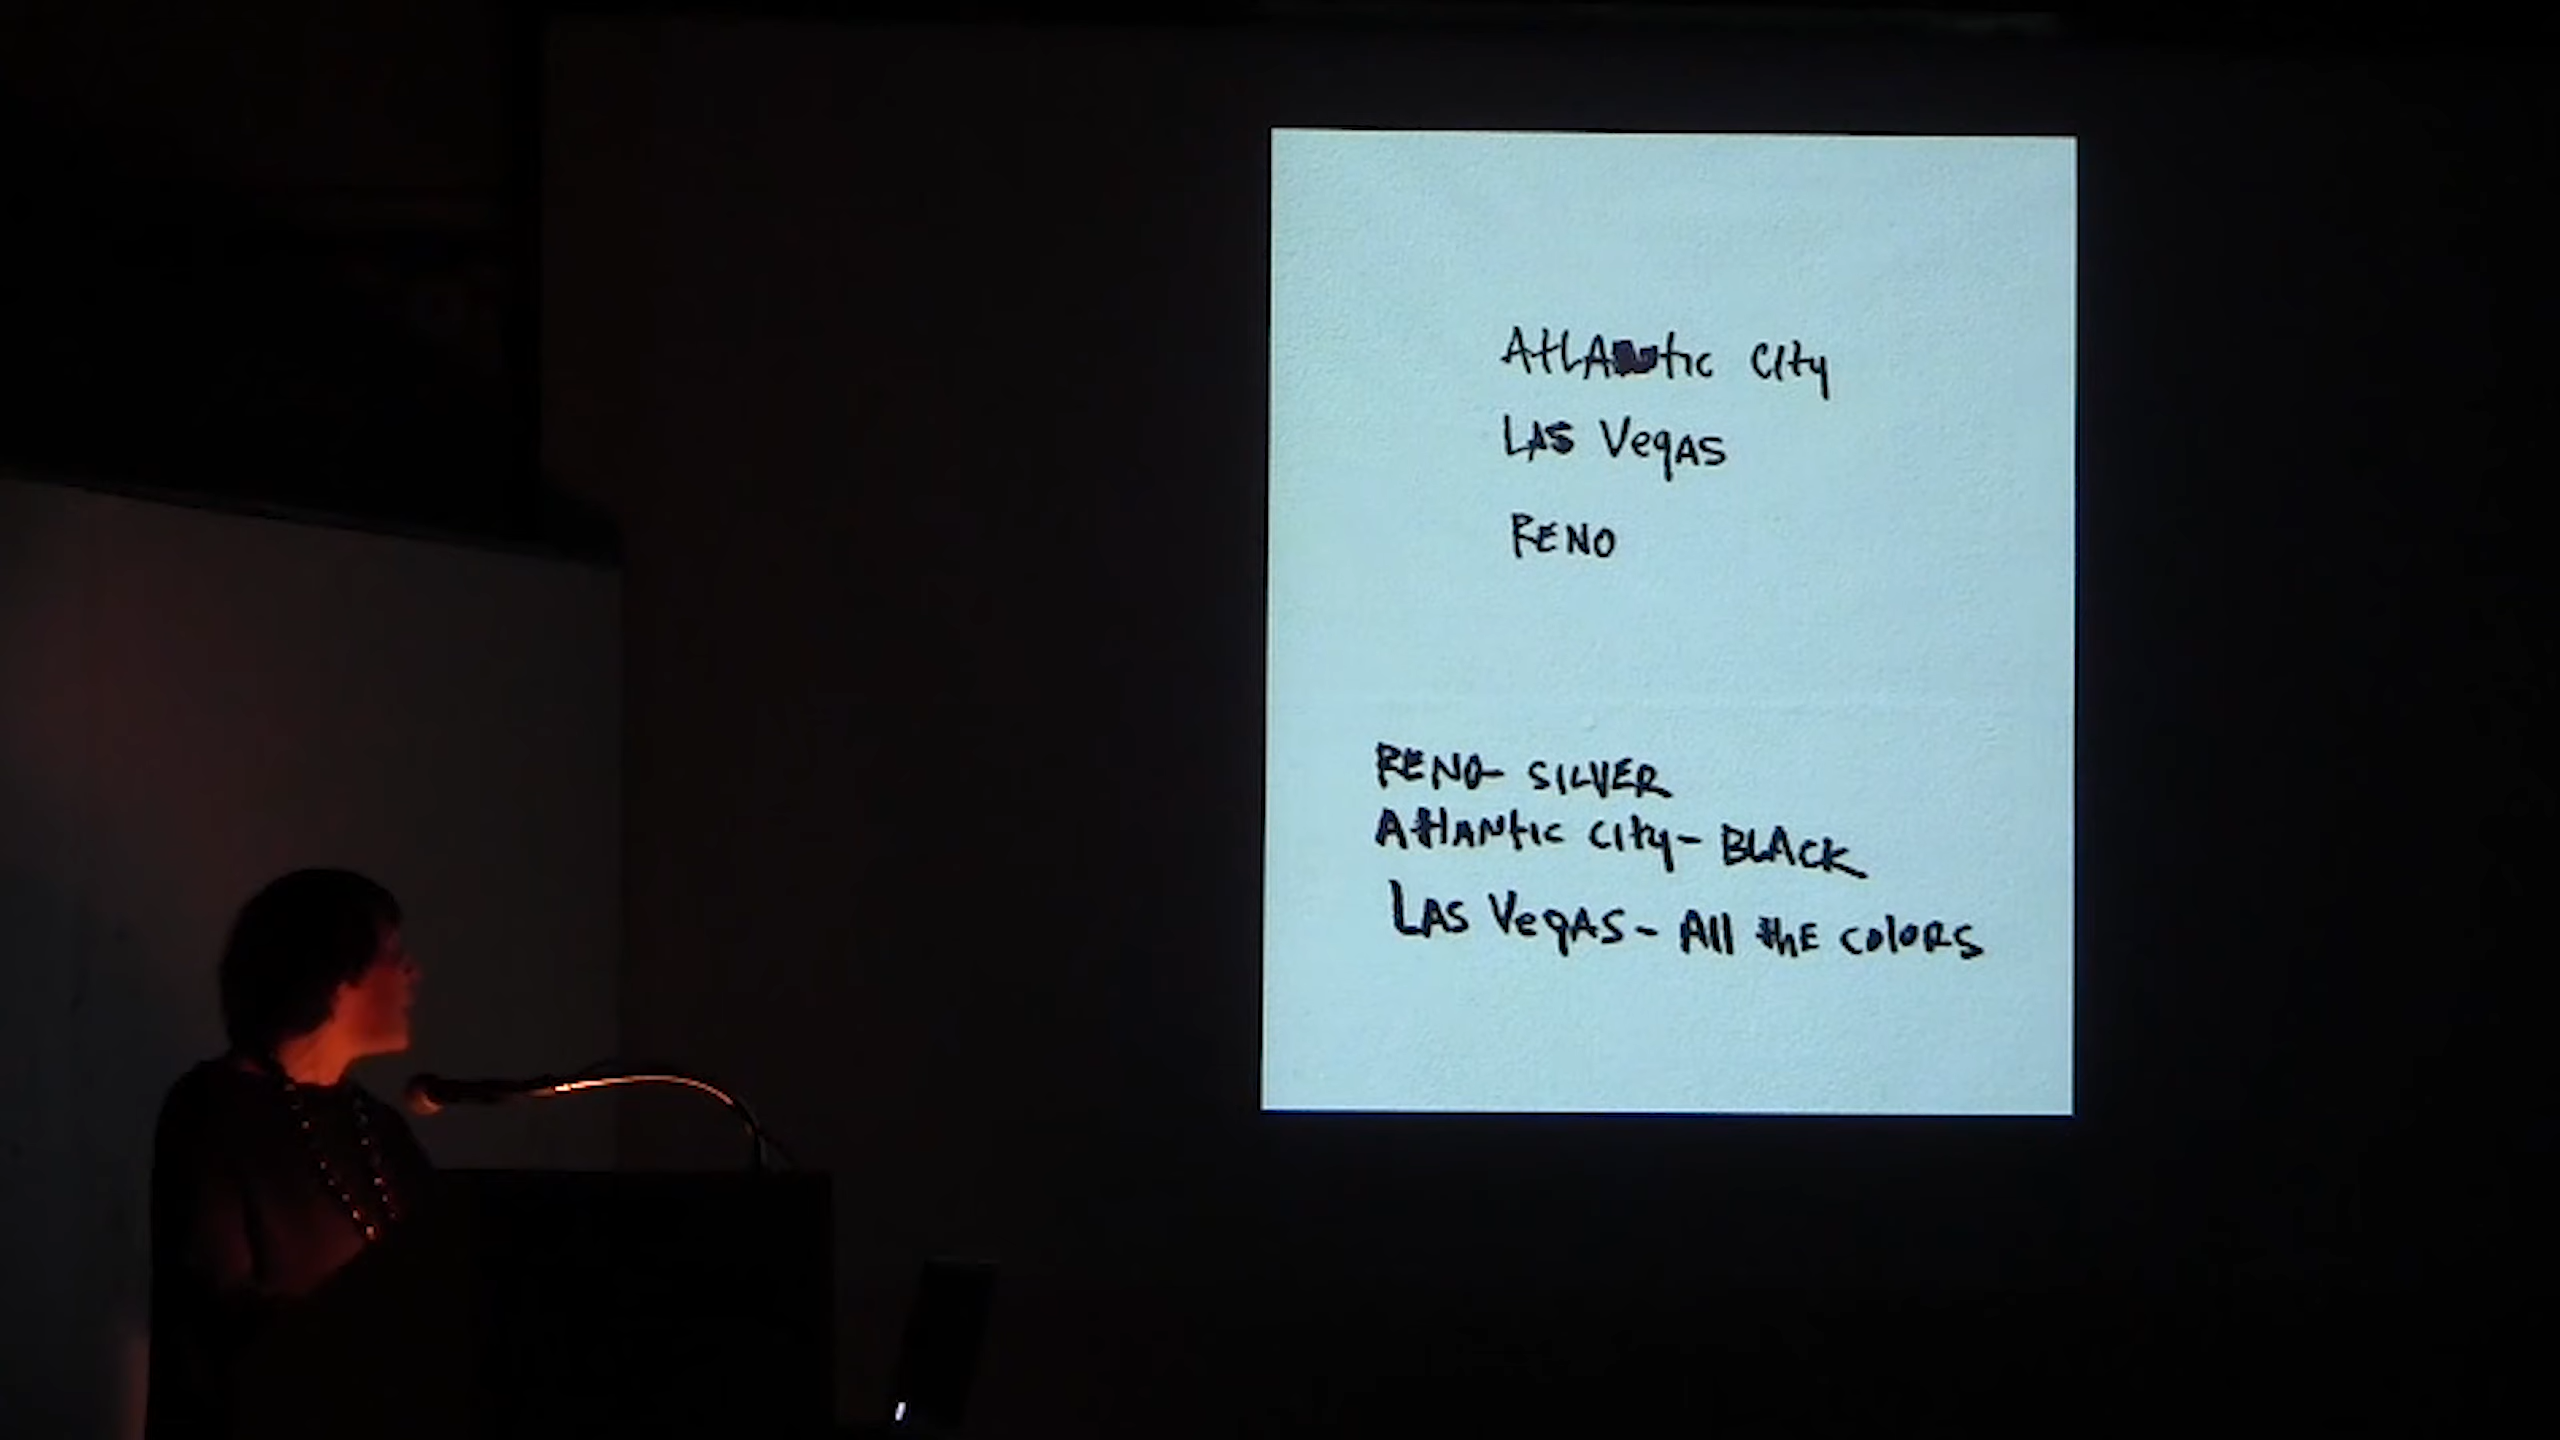 AtlANtic City
LAS VegAS
RENO
RENO- SILVER
AtlANtic City- BLACK
LAS VegAS- All thE colORS